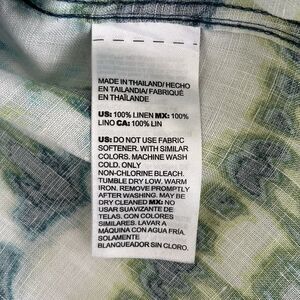 MADE IN THAILAND/ HECHO
EN TAILANDIA/ FABRIQUÉ
EN THAÏLANDE
US: 100% LINEN MX: 100%
LINO CA: 100% LIN
US: DO NOT USE FABRIC
SOFTENER. WITH SIMILAR
COLORS. MACHINE WASH
COLD. ONLY
NON-CHLORINE BLEACH.
TUMBLE DRY LOW. WARM
IRON. REMOVE PROMPTLY
AFTER WASHING. MAY BE
DRY CLEANED MX: NO
USAR SUAVIZANTE DE
TELAS. CON COLORES
SIMILARES. LAVAR A
MÁQUINA CON AGUA FRÍA.
SOLAMENTE
BLANQUEADOR SIN CLORO.